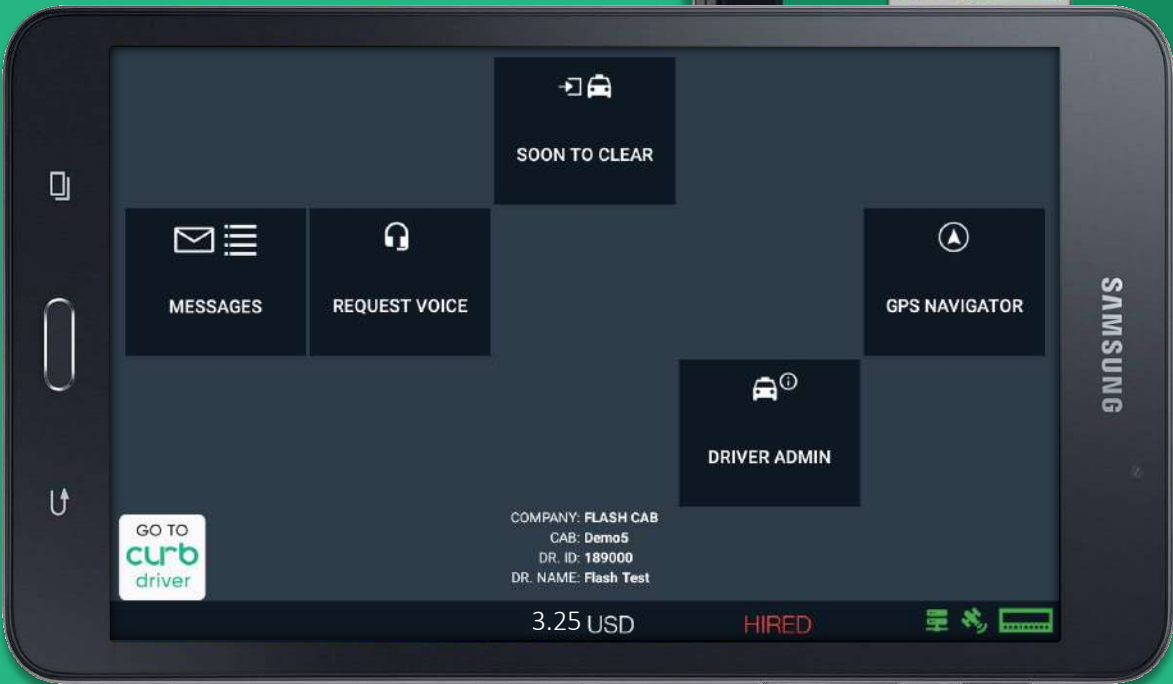 SOON TO CLEAR
MESSAGES
REQUEST VOICE
GPS NAVIGATOR
DRIVER ADMIN
COMPANY: FLASH CAB
CAB: Demo5
DR. ID: 189000
DR. NAME: Flash Test
GO TO
curb
driver
3.25 USD
HIRED
SAMSUNG